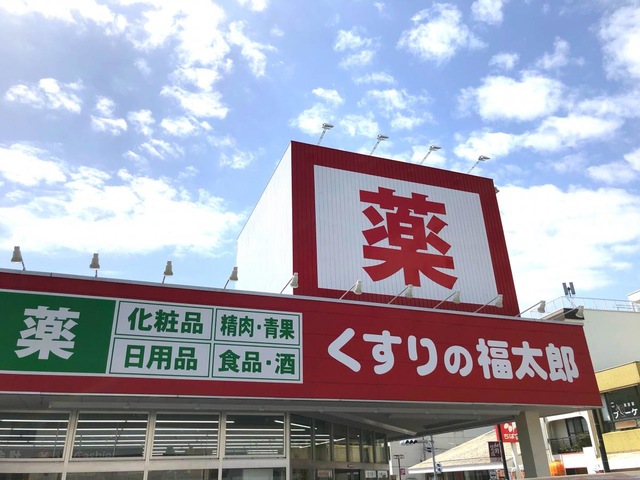 薬
薬
化粧品
精肉・青果
日用品
食品・酒
くすりの福太郎